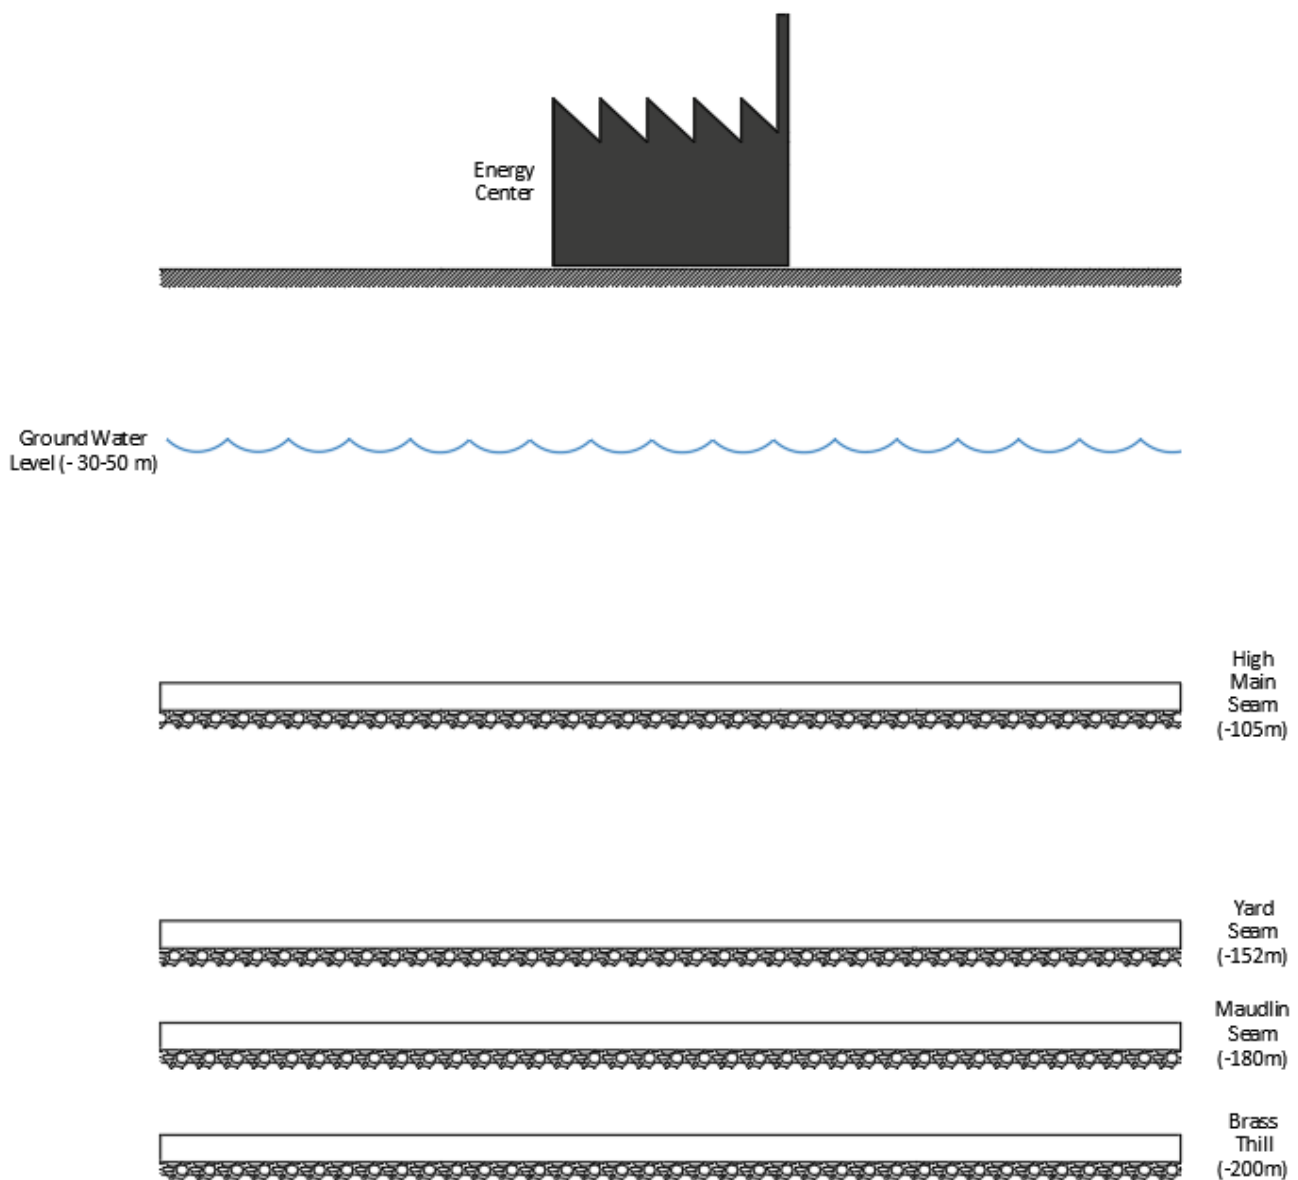 Energy
Center
Ground Water
Level (- 30-50 m)
High
Main
Seam
(-105m)
Yard
Seam
(-152m)
Maudlin
Seam
(-180m)
Brass
Thill
(-200m)